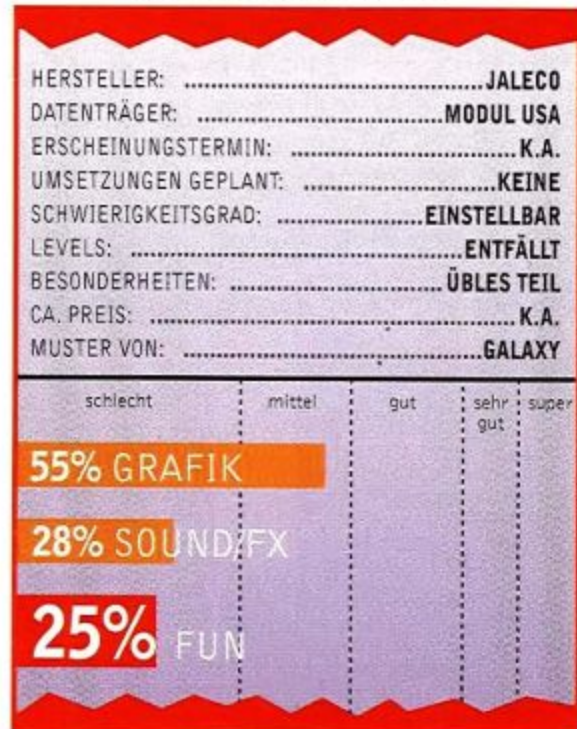 HERSTELLER: ........................................JALECO
DATENTRÄGER: .................................MODUL USA
ERSCHEINUNGSTERMIN: ..............................K.A.
UMSETZUNGEN GEPLANT: .........................KEINE
SCHWIERIGKEITSGRAD: ...................EINSTELLBAR
LEVELS: ............................................ENTFÄLLT
BESONDERHEITEN: ............................ÜBLES TEIL
CA. PREIS: ................................................K.A.
MUSTER VON: ......................................GALAXY
schlecht mittel gut sehr gut super
55% GRAFIK
28% SOUND/FX
25% FUN